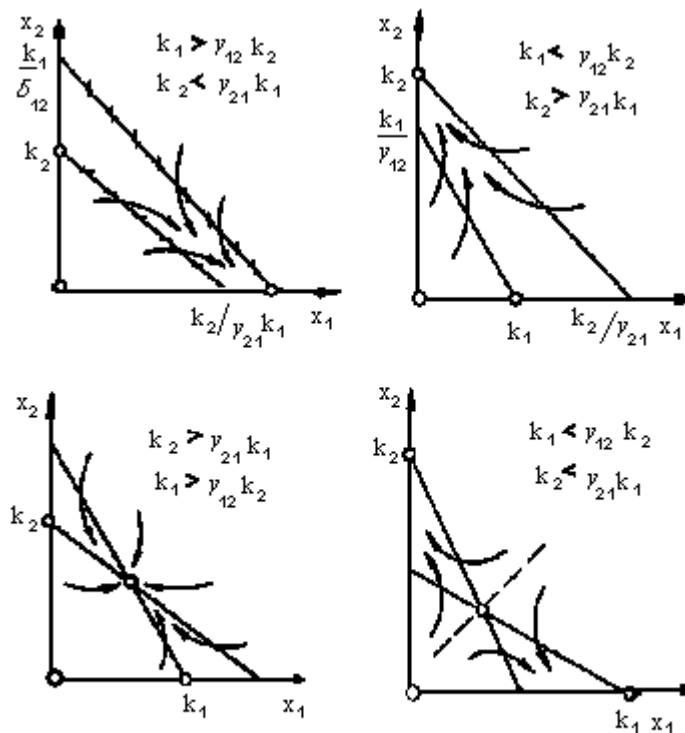 x₂
k₁/δ₁₂
k₂
k₁ > γ₁₂ k₂
k₂ < γ₂₁ k₁
k₂/γ₂₁ k₁ x₁
x₂
k₂
k₁/γ₁₂
k₁ < γ₁₂ k₂
k₂ > γ₂₁ k₁
k₁ k₂/γ₂₁ x₁
x₂
k₂
k₂ > γ₂₁ k₁
k₁ > γ₁₂ k₂
k₁ x₁
x₂
k₂
k₁ < γ₁₂ k₂
k₂ < γ₂₁ k₁
k₁ x₁